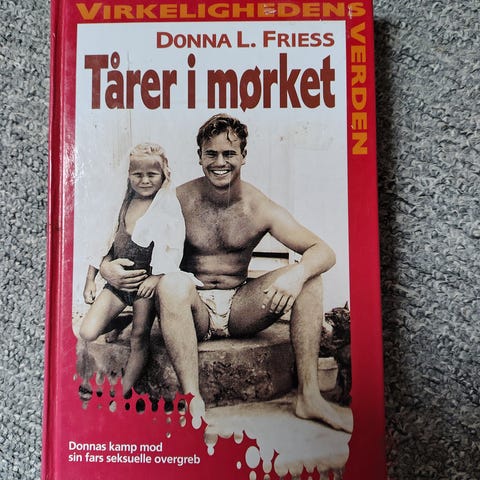 VIRKELIGHEDENS VERDEN
DONNA L. FRIESS
Tårer i mørket
Donnas kamp mod
sin fars seksuelle overgreb